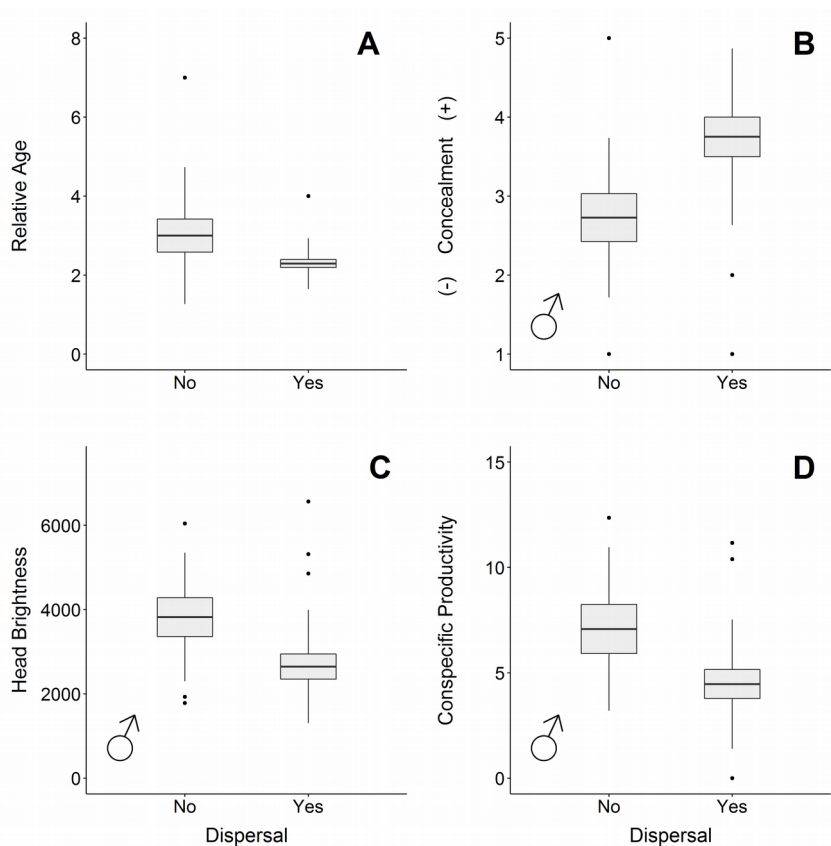 A
8
6
4
2
0
Relative Age
No Yes
B
5
4
3
2
1
(-) Concealment (+)
No Yes
C
6000
4000
2000
0
Head Brightness
No Yes
Dispersal
D
15
10
5
0
Conspecific Productivity
No Yes
Dispersal